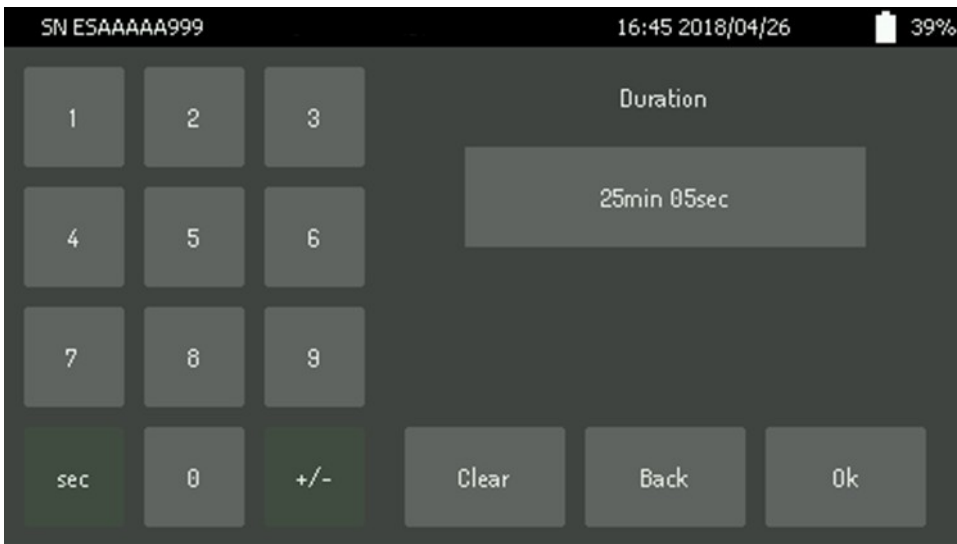 SN ESAAAAA999 16:45 2018/04/26 39%
Duration
25min 05sec
1 2 3
4 5 6
7 8 9
sec 0 +/- Clear Back Ok